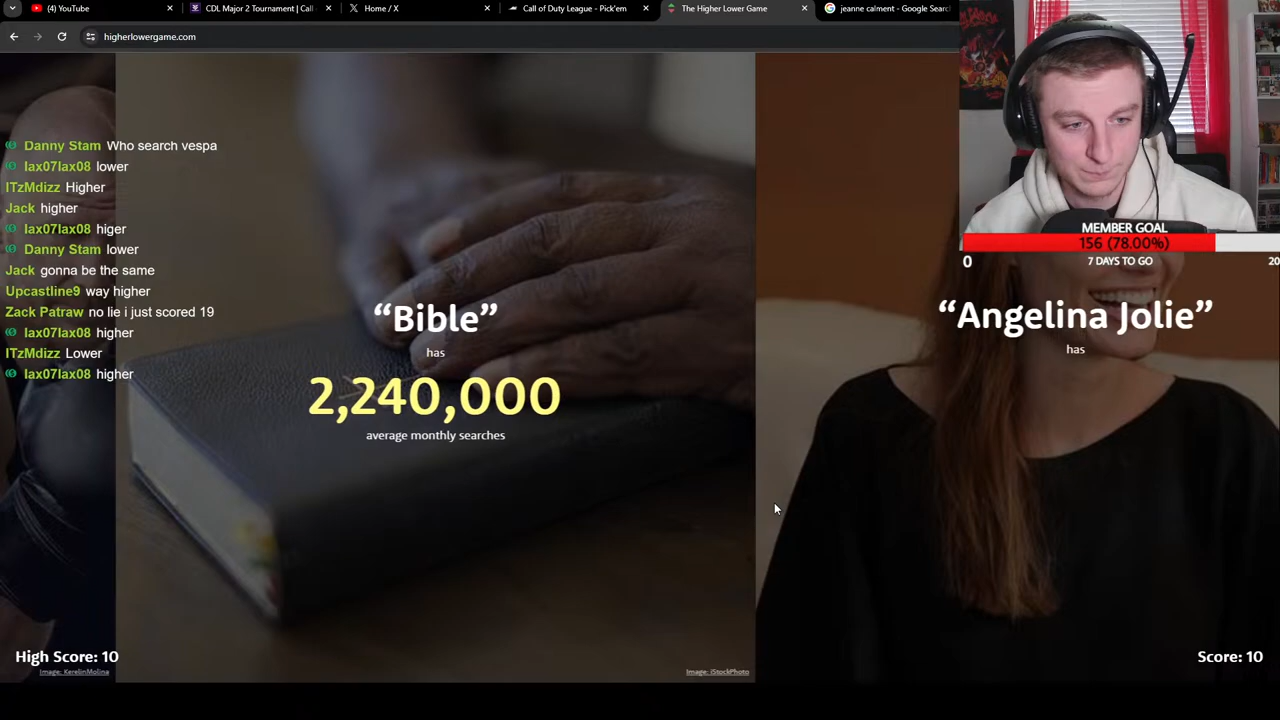 (4) YouTube
CDL Major 2 Tournament | Call
Home / X
Call of Duty League - Pick'em
The Higher Lower Game
jeanne calment - Google Searc
higherlowergame.com
Danny Stam Who search vespa
lax07lax08 lower
ITzMdizz Higher
Jack higher
lax07lax08 higer
Danny Stam lower
Jack gonna be the same
Upcastline9 way higher
Zack Patraw no lie i just scored 19
lax07lax08 higher
ITzMdizz Lower
lax07lax08 higher
“Bible”
has
2,240,000
average monthly searches
“Angelina Jolie”
has
MEMBER GOAL
156 (78.00%)
0
7 DAYS TO GO
20
High Score: 10
Image: KerelinMolina
Image: iStockPhoto
Score: 10